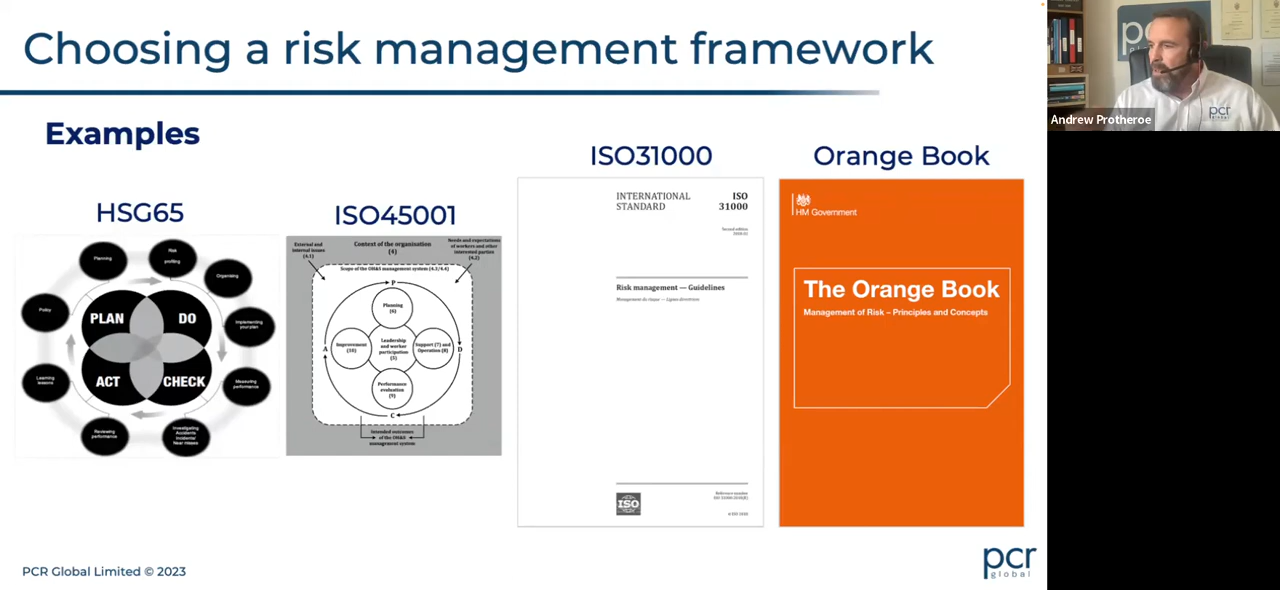 Choosing a risk management framework
Examples
HSG65
Planning
Risk
profiling
Organising
Policy
PLAN
DO
Implementing
your plan
Learning
lessons
ACT
CHECK
Measuring
performance
Reviewing
performance
Investigating
Accidents
Incidents/
Near misses
ISO45001
External and
internal issues
(4.1)
Context of the organisation
(4)
Needs and expectations
of workers and other
interested parties
(4.2)
Scope of the OH&S management system (4.3/4.4)
P
Planning
(6)
A
Improvement
(10)
Leadership
and worker
participation
(5)
Support (7) and
Operation (8)
D
Performance
evaluation
(9)
C
Intended outcomes
of the OH&S
management system
ISO31000
INTERNATIONAL
STANDARD
ISO
31000
Second edition
2018-02
Risk management — Guidelines
Management du risque — Lignes directrices
ISO
Reference number
ISO 31000:2018(E)
© ISO 2018
Orange Book
HM Government
The Orange Book
Management of Risk – Principles and Concepts
PCR Global Limited © 2023
pcr
global
pc
Andrew Protheroe
pcr
global